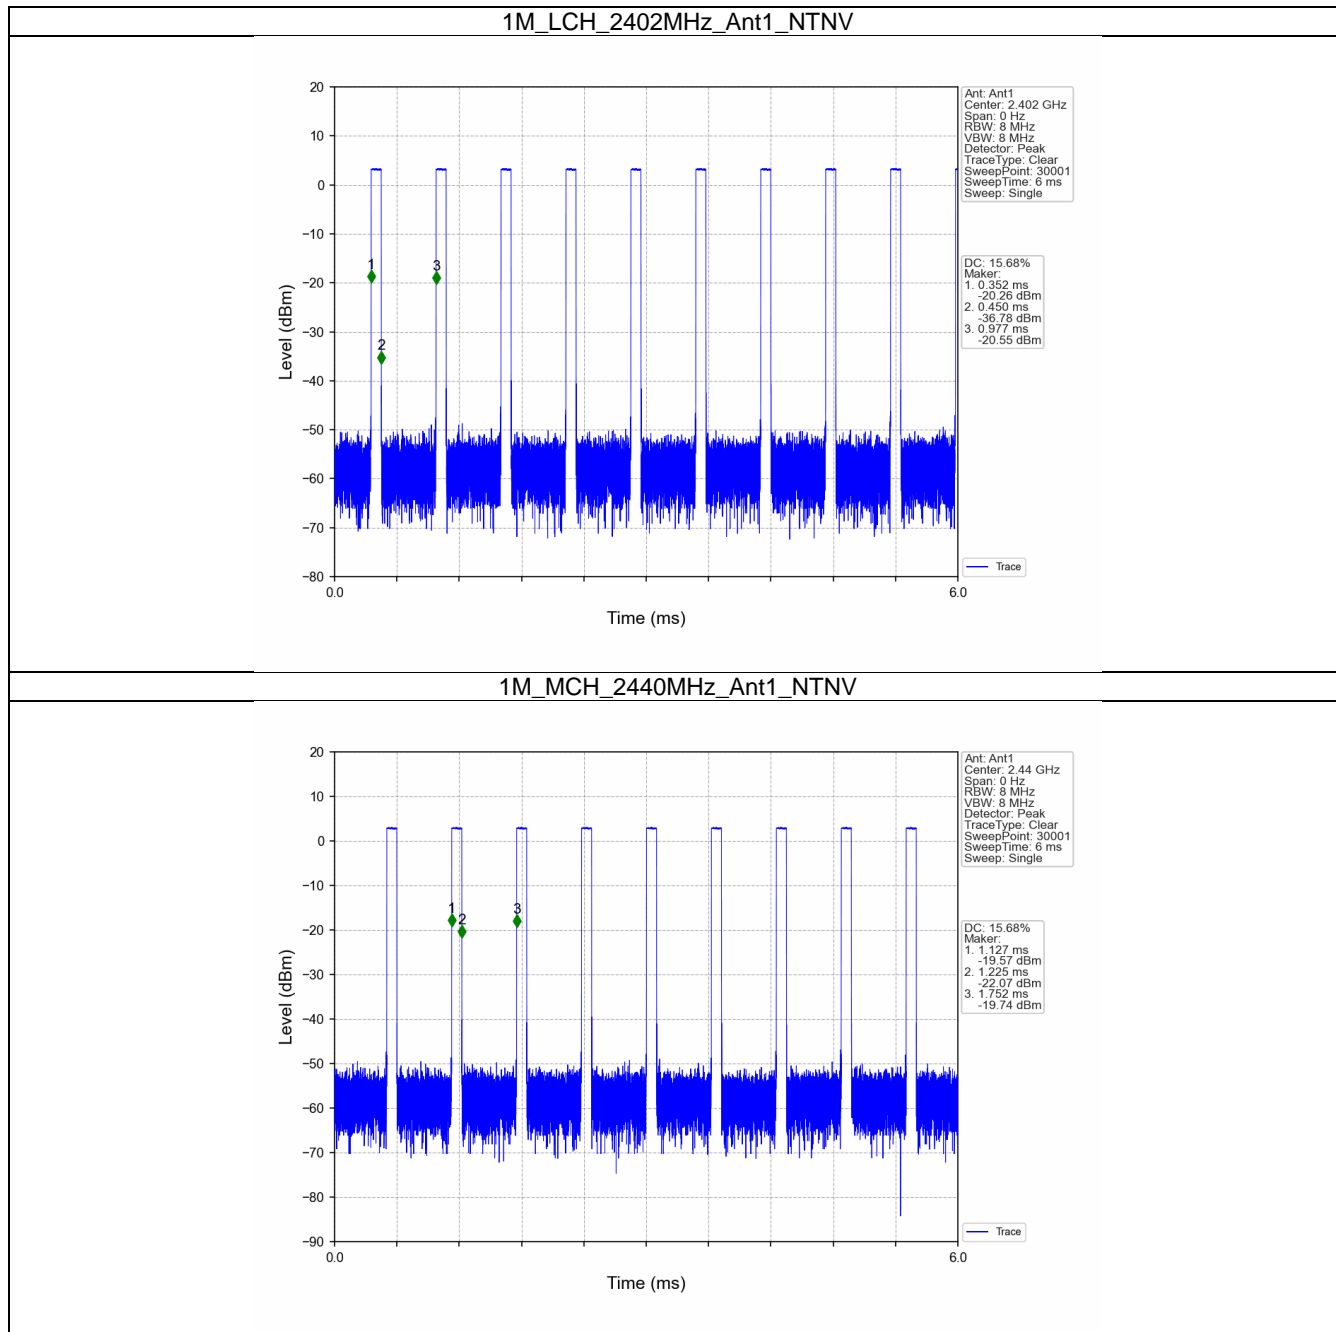 1M_LCH_2402MHz_Ant1_NTNV
20
10
0
−10
−20
−30
−40
−50
−60
−70
−80
Level (dBm)
1
2
3
0.0
6.0
Time (ms)
Ant: Ant1
Center: 2.402 GHz
Span: 0 Hz
RBW: 8 MHz
VBW: 8 MHz
Detector: Peak
TraceType: Clear
SweepPoint: 30001
SweepTime: 6 ms
Sweep: Single
DC: 15.68%
Maker:
1. 0.352 ms
-20.26 dBm
2. 0.450 ms
-36.78 dBm
3. 0.977 ms
-20.55 dBm
Trace
1M_MCH_2440MHz_Ant1_NTNV
20
10
0
−10
−20
−30
−40
−50
−60
−70
−80
−90
Level (dBm)
1
2
3
0.0
6.0
Time (ms)
Ant: Ant1
Center: 2.44 GHz
Span: 0 Hz
RBW: 8 MHz
VBW: 8 MHz
Detector: Peak
TraceType: Clear
SweepPoint: 30001
SweepTime: 6 ms
Sweep: Single
DC: 15.68%
Maker:
1. 1.127 ms
-19.57 dBm
2. 1.225 ms
-22.07 dBm
3. 1.752 ms
-19.74 dBm
Trace